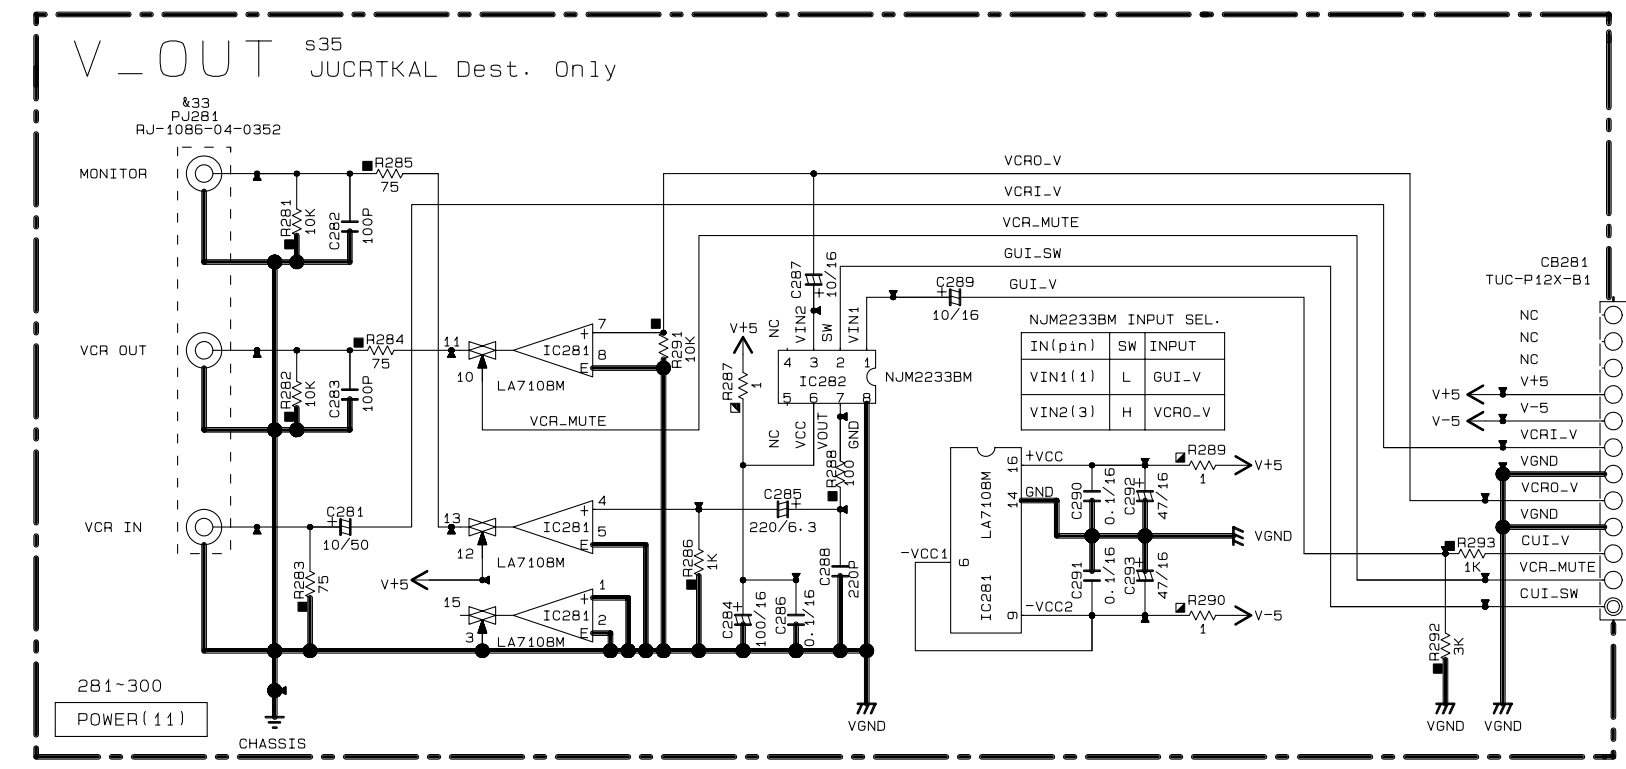 V_OUT
s35
JUCRTKAL Dest. Only
&33
PJ281
RJ-1086-04-0352
MONITOR
R285
75
R281
10K
C282
100P
VCR OUT
R284
75
R282
10K
C283
100P
VCR IN
C281
+
10/50
R283
75
11
10
IC281
LA7108M
+
E
7
8
VCR_MUTE
R291
10K
13
12
IC281
LA7108M
+
E
4
5
V+5
15
3
IC281
LA7108M
+
E
1
2
VCRO_V
VCRI_V
VCR_MUTE
GUI_SW
GUI_V
C287
10/16
+
C289
+
10/16
NC
VIN2
SW
VIN1
4 3 2 1
IC282
5 6 7 8
NJM2233BM
NC
VCC
VOUT
GND
V+5
R287
1
R288
100
C285
+
220/6.3
R286
1K
C284
+
100/16
C286
0.1/16
C288
220P
NJM2233BM INPUT SEL.
IN(pin) SW INPUT
VIN1(1) L GUI_V
VIN2(3) H VCRO_V
+VCC
16
GND
14
LA7108M
IC281
6
-VCC1
9
-VCC2
C290
0.1/16
C292
+
47/16
C291
0.1/16
C293
+
47/16
R289
1
V+5
VGND
R290
1
V-5
CB281
TUC-P12X-B1
NC
NC
NC
V+5
V+5
V-5
V-5
VCRI_V
VGND
VCRO_V
VGND
CUI_V
R293
1K
VCR_MUTE
CUI_SW
R292
3K
281~300
POWER(11)
CHASSIS
VGND
VGND
VGND